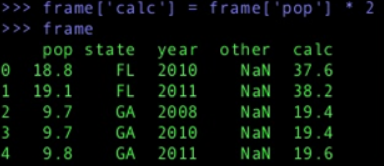 >>> frame['calc'] = frame['pop'] * 2
>>> frame
    pop state  year  other  calc
0  18.8    FL  2010    NaN  37.6
1  19.1    FL  2011    NaN  38.2
2   9.7    GA  2008    NaN  19.4
3   9.7    GA  2010    NaN  19.4
4   9.8    GA  2011    NaN  19.6